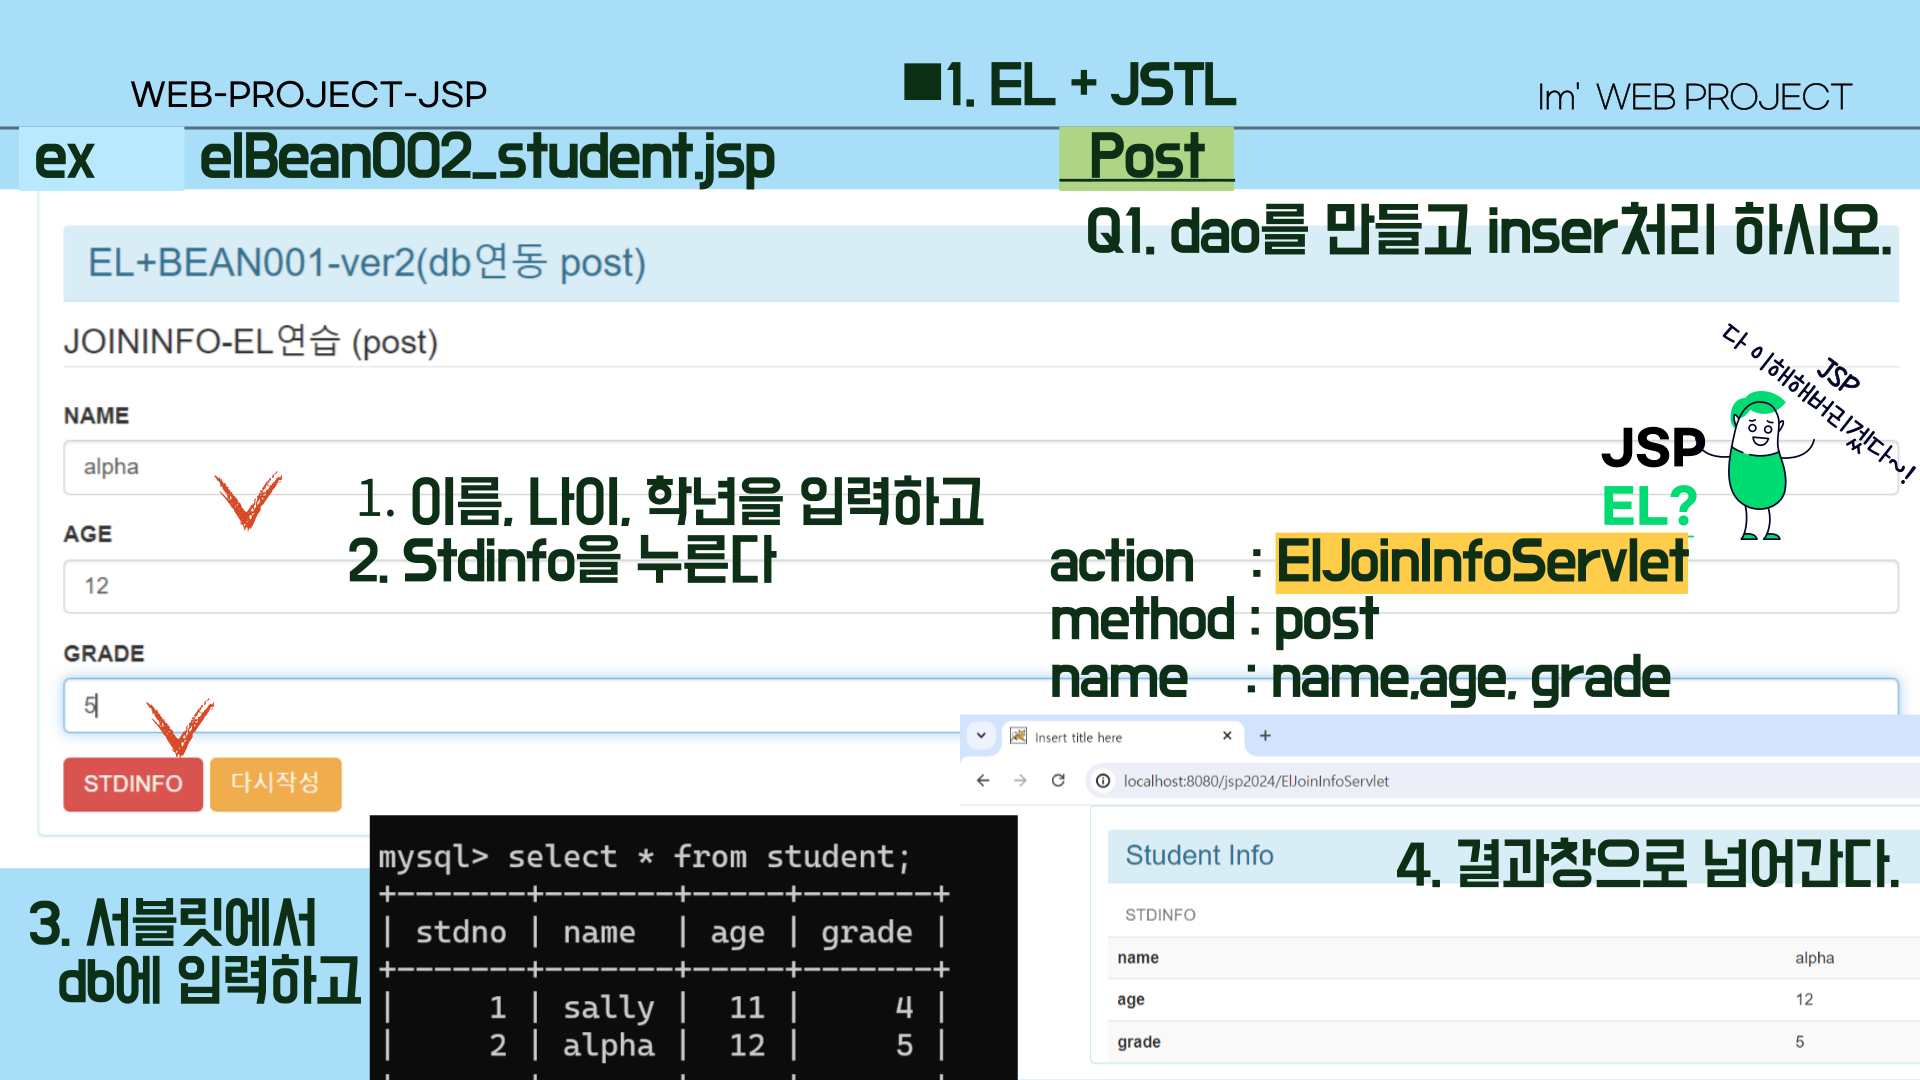 WEB-PROJECT-JSP
■1. EL + JSTL
Im' WEB PROJECT
ex
elBean002_student.jsp
Post
Q1. dao를 만들고 inser처리 하시오.
EL+BEAN001-ver2(db연동 post)
JOININFO-EL연습 (post)
JSP
다 이해해버리겠다~!
JSP
EL?
NAME
alpha
1. 이름, 나이, 학년을 입력하고
AGE
2. Stdinfo을 누른다
12
action : ElJoinInfoServlet
method : post
name : name,age, grade
GRADE
5
STDINFO
다시작성
3. 서블릿에서
db에 입력하고
mysql> select * from student;
+-------+-------+-----+-------+
| stdno | name | age | grade |
+-------+-------+-----+-------+
| 1 | sally | 11 | 4 |
| 2 | alpha | 12 | 5 |
Insert title here
localhost:8080/jsp2024/ElJoinInfoServlet
Student Info
4. 결과창으로 넘어간다.
STDINFO
name alpha
age 12
grade 5